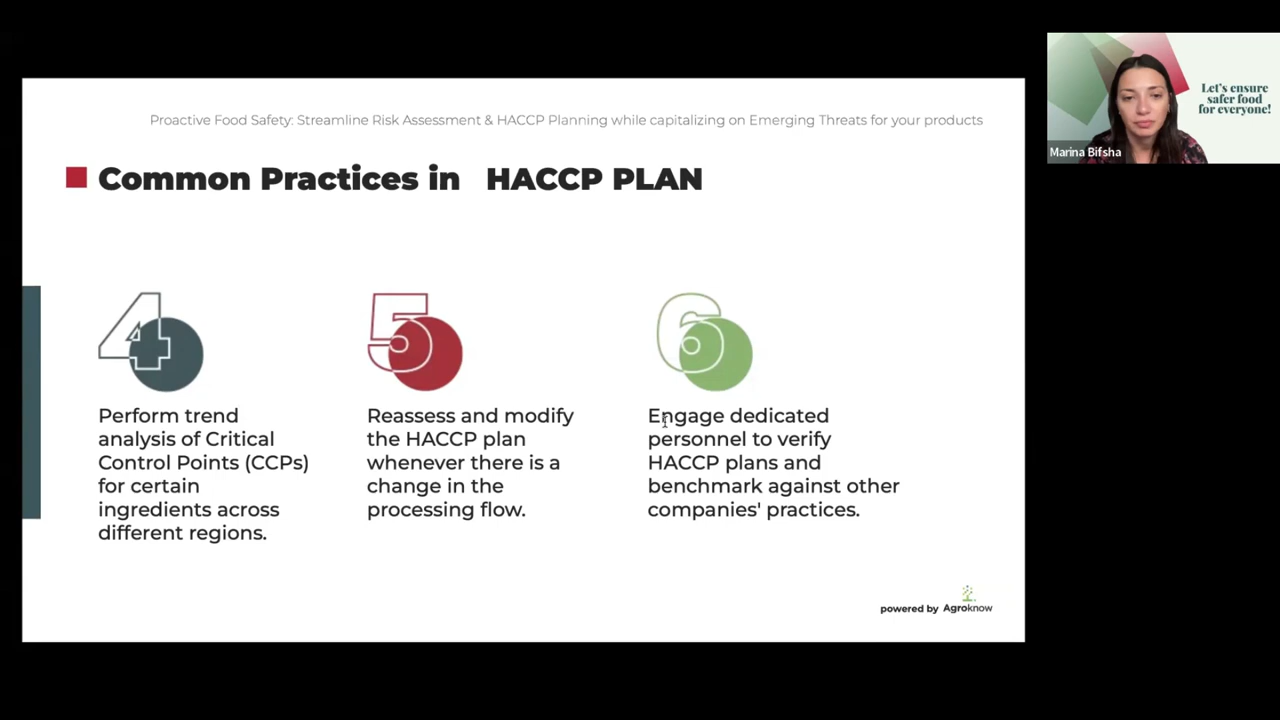 Proactive Food Safety: Streamline Risk Assessment & HACCP Planning while capitalizing on Emerging Threats for your products
Common Practices in HACCP PLAN
4
Perform trend
analysis of Critical
Control Points (CCPs)
for certain
ingredients across
different regions.
5
Reassess and modify
the HACCP plan
whenever there is a
change in the
processing flow.
6
Engage dedicated
personnel to verify
HACCP plans and
benchmark against other
companies' practices.
powered by Agroknow
Let's ensure
safer food
for everyone!
Marina Bifsha